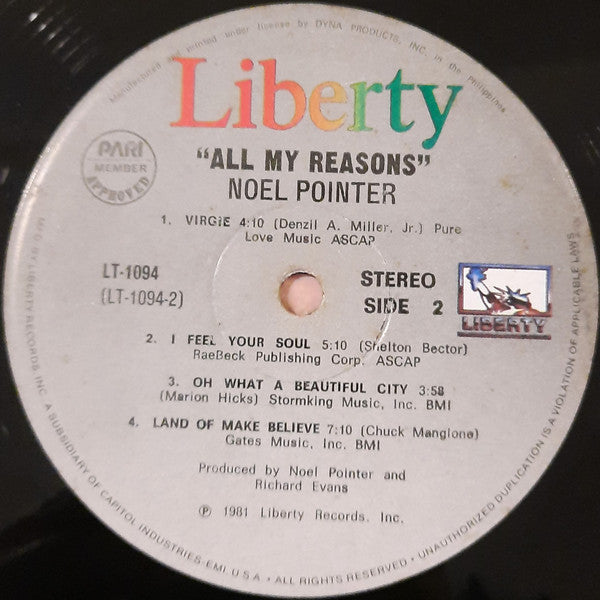 Manufactured and printed under license by DYNA PRODUCTS, INC. in the Philippines
Liberty
PARI
MEMBER
APPROVED
"ALL MY REASONS"
NOEL POINTER
1. VIRGIE 4:10 (Denzil A. Miller, Jr.) Pure
Love Music ASCAP
LT-1094
(LT-1094-2)
STEREO
SIDE 2
LIBERTY
2. I FEEL YOUR SOUL 5:10 (Shelton Bector)
RaeBeck Publishing Corp. ASCAP
3. OH WHAT A BEAUTIFUL CITY 3:58
(Marion Hicks) Stormking Music, Inc. BMI
4. LAND OF MAKE BELIEVE 7:10 (Chuck Mangione)
Gates Music, Inc. BMI
Produced by Noel Pointer and
Richard Evans
℗ 1981 Liberty Records, Inc.
MFG. BY LIBERTY RECORDS, INC. A SUBSIDIARY OF CAPITOL INDUSTRIES-EMI, U.S.A. • ALL RIGHTS RESERVED • UNAUTHORIZED DUPLICATION IS A VIOLATION OF APPLICABLE LAWS